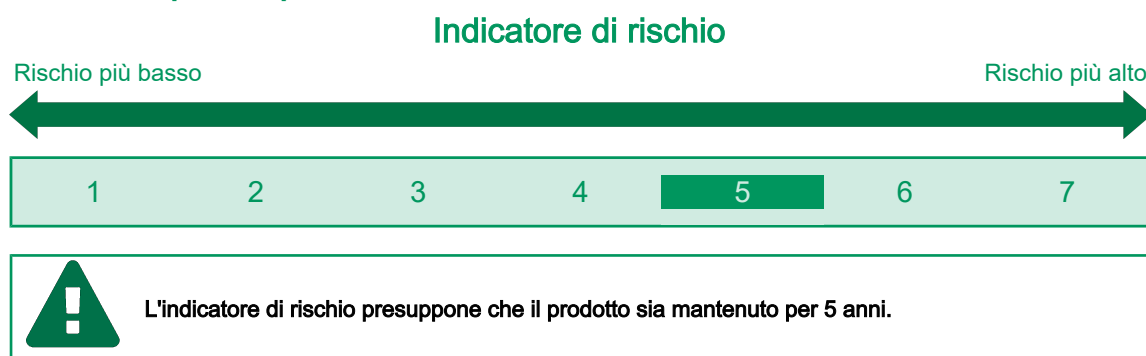 Indicatore di rischio
Rischio più basso Rischio più alto
1 2 3 4 5 6 7
L'indicatore di rischio presuppone che il prodotto sia mantenuto per 5 anni.